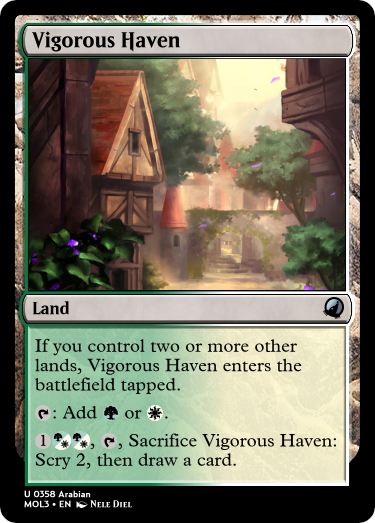 Vigorous Haven
Land
If you control two or more other
lands, Vigorous Haven enters the
battlefield tapped.
: Add or .
1 , , Sacrifice Vigorous Haven:
Scry 2, then draw a card.
U 0358 Arabian
MOL3 • EN Nele Diel